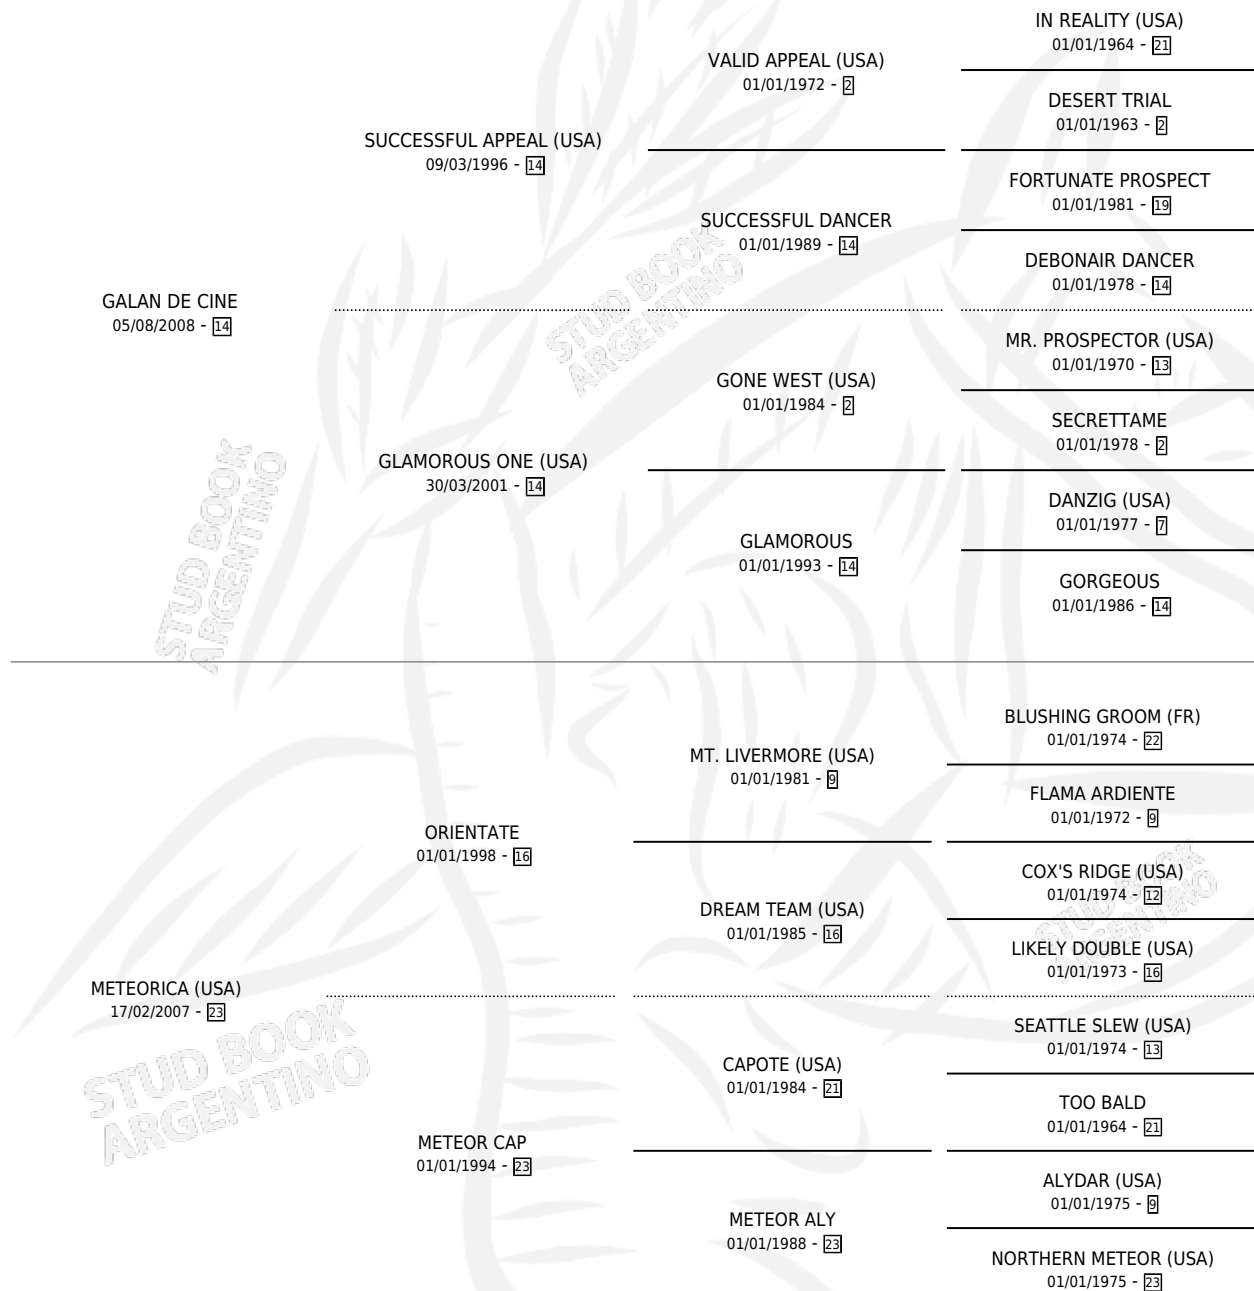 IN REALITY (USA)
01/01/1964 - 21
VALID APPEAL (USA)
01/01/1972 - 2
DESERT TRIAL
01/01/1963 - 2
SUCCESSFUL APPEAL (USA)
09/03/1996 - 14
FORTUNATE PROSPECT
01/01/1981 - 19
SUCCESSFUL DANCER
01/01/1989 - 14
DEBONAIR DANCER
01/01/1978 - 14
GALAN DE CINE
05/08/2008 - 14
MR. PROSPECTOR (USA)
01/01/1970 - 13
GONE WEST (USA)
01/01/1984 - 2
SECRETTAME
01/01/1978 - 2
GLAMOROUS ONE (USA)
30/03/2001 - 14
DANZIG (USA)
01/01/1977 - 7
GLAMOROUS
01/01/1993 - 14
GORGEOUS
01/01/1986 - 14
BLUSHING GROOM (FR)
01/01/1974 - 22
MT. LIVERMORE (USA)
01/01/1981 - 9
FLAMA ARDIENTE
01/01/1972 - 9
ORIENTATE
01/01/1998 - 16
COX'S RIDGE (USA)
01/01/1974 - 12
DREAM TEAM (USA)
01/01/1985 - 16
LIKELY DOUBLE (USA)
01/01/1973 - 16
METEORICA (USA)
17/02/2007 - 23
SEATTLE SLEW (USA)
01/01/1974 - 13
CAPOTE (USA)
01/01/1984 - 21
TOO BALD
01/01/1964 - 21
METEOR CAP
01/01/1994 - 23
ALYDAR (USA)
01/01/1975 - 9
METEOR ALY
01/01/1988 - 23
NORTHERN METEOR (USA)
01/01/1975 - 23
STUD BOOK
ARGENTINO
STUD BOOK
ARGENTINO
STUD BOOK
ARGENTINO
STUD BOOK
ARGENTINO